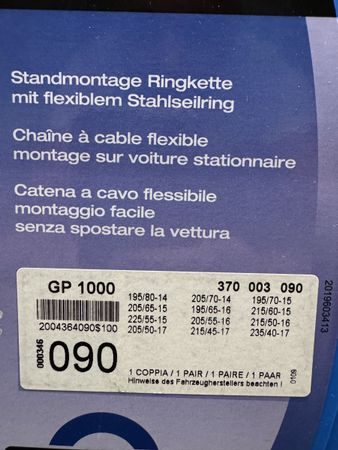 Standmontage Ringkette
mit flexiblem Stahlseilring
Chaîne à cable flexible
montage sur voiture stationnaire
Catena a cavo flessibile
montaggio facile
senza spostare la vettura
GP 1000 370 003 090
195/80-14 205/70-14 195/70-15
205/65-15 195/65-16 215/60-15
225/55-15 205/55-16 215/50-16
205/50-17 215/45-17 235/40-17
2004364090$100
000346
090
1 COPPIA / 1 PAIR / 1 PAIRE / 1 PAAR
Hinweise des Fahrzeugherstellers beachten !
2019603413